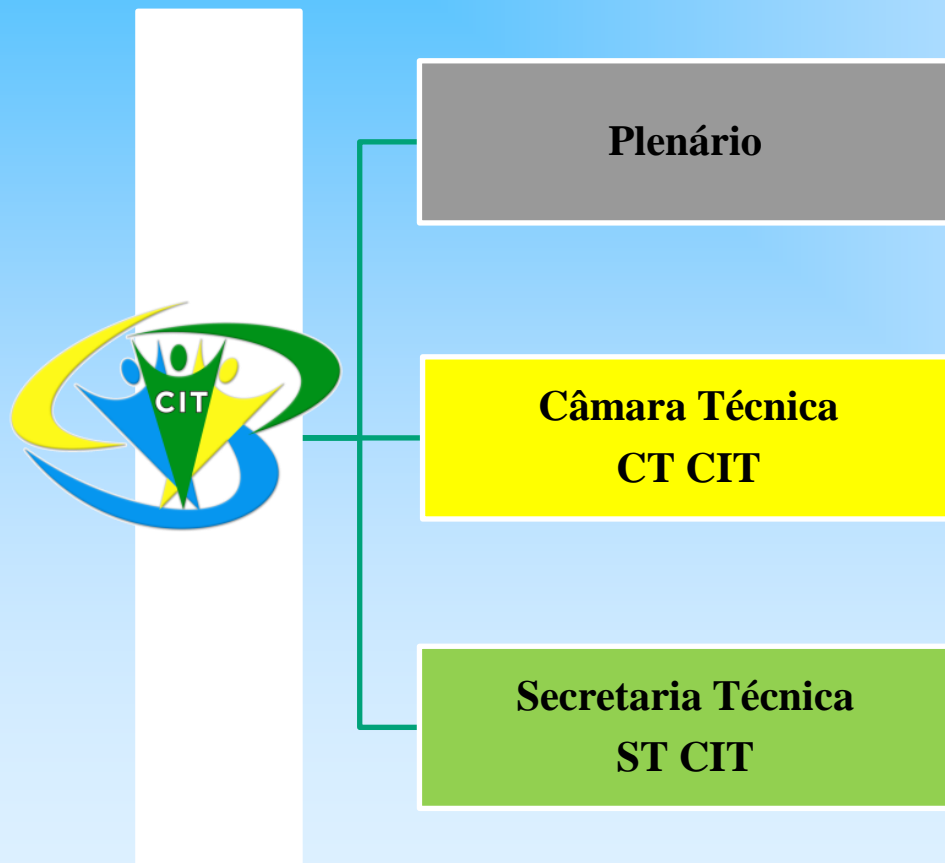 Plenário
CIT
Câmara Técnica
CT CIT
Secretaria Técnica
ST CIT